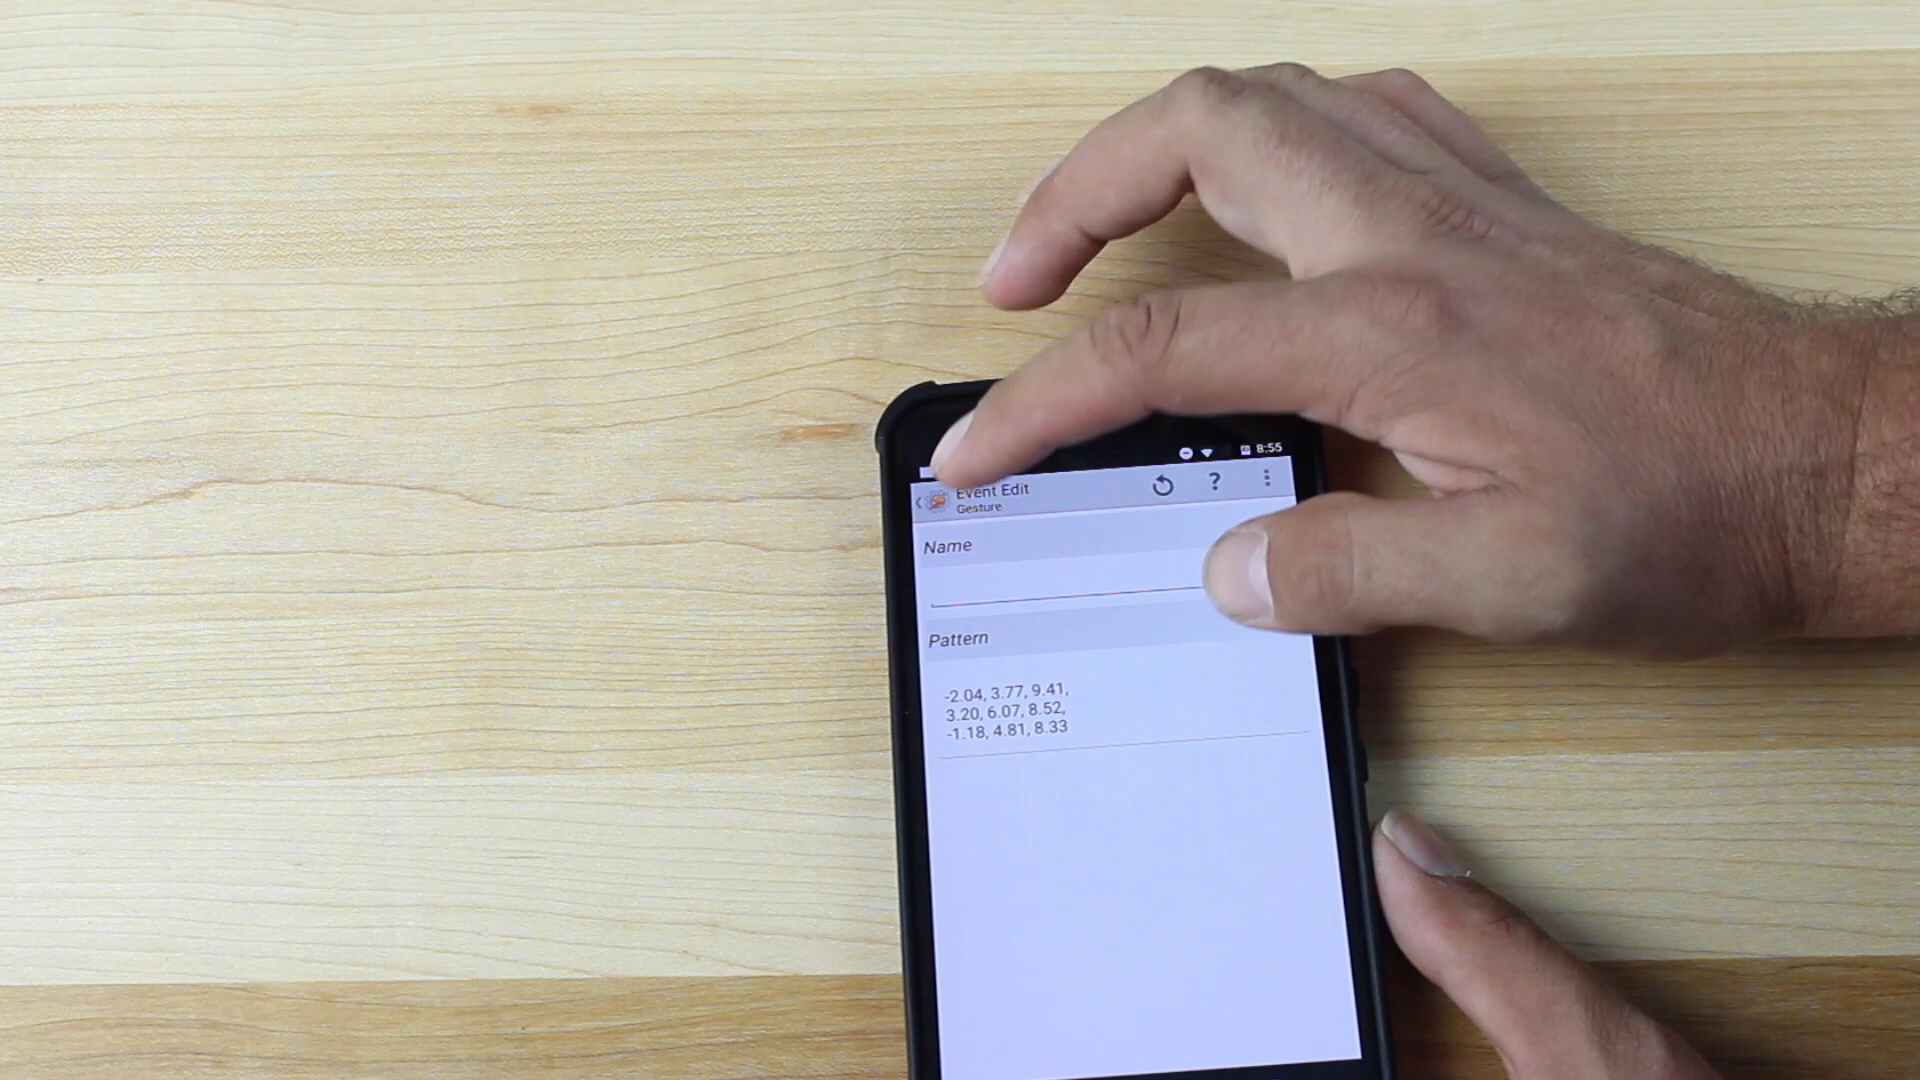 8:55
Event Edit
?
Gesture
Name
Pattern
-2.04, 3.77, 9.41,
3.20, 6.07, 8.52,
-1.18, 4.81, 8.33